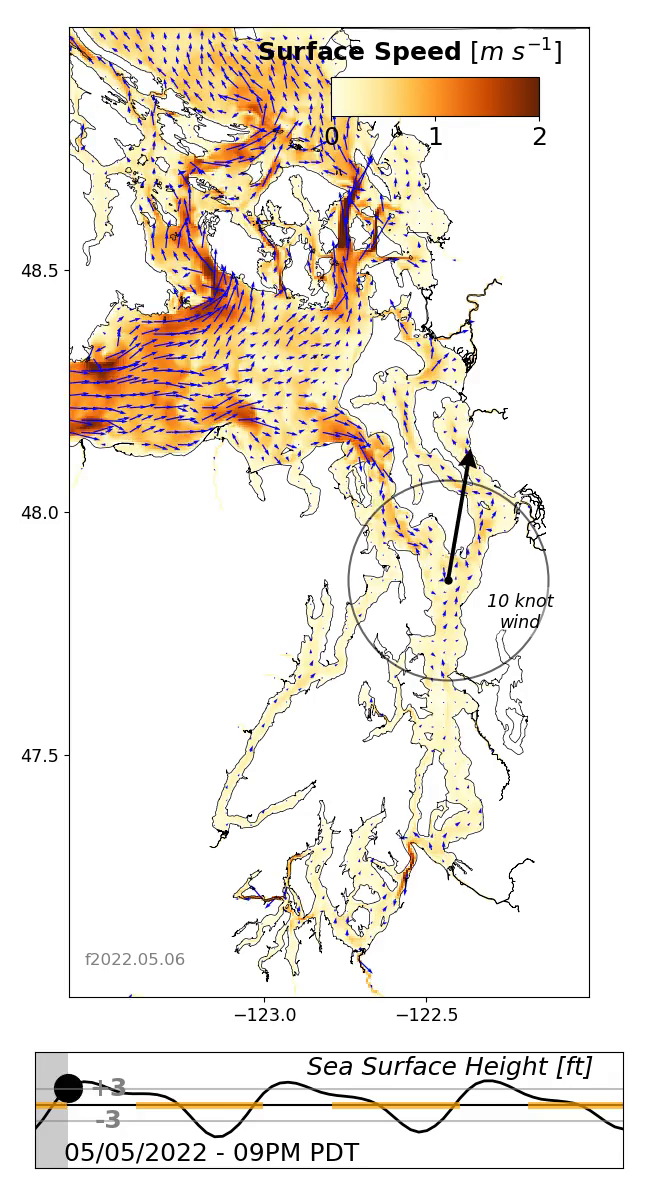 Surface Speed [m s⁻¹]
0 1 2
48.5
48.0
10 knot
wind
47.5
f2022.05.06
−123.0 −122.5
Sea Surface Height [ft]
+3
-3
05/05/2022 - 09PM PDT